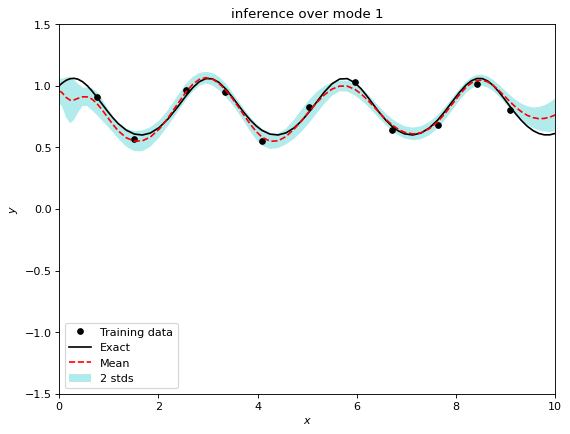 inference over mode 1
1.5
1.0
0.5
0.0
−0.5
−1.0
−1.5
y
Training data
Exact
Mean
2 stds
0 2 4 6 8 10
x